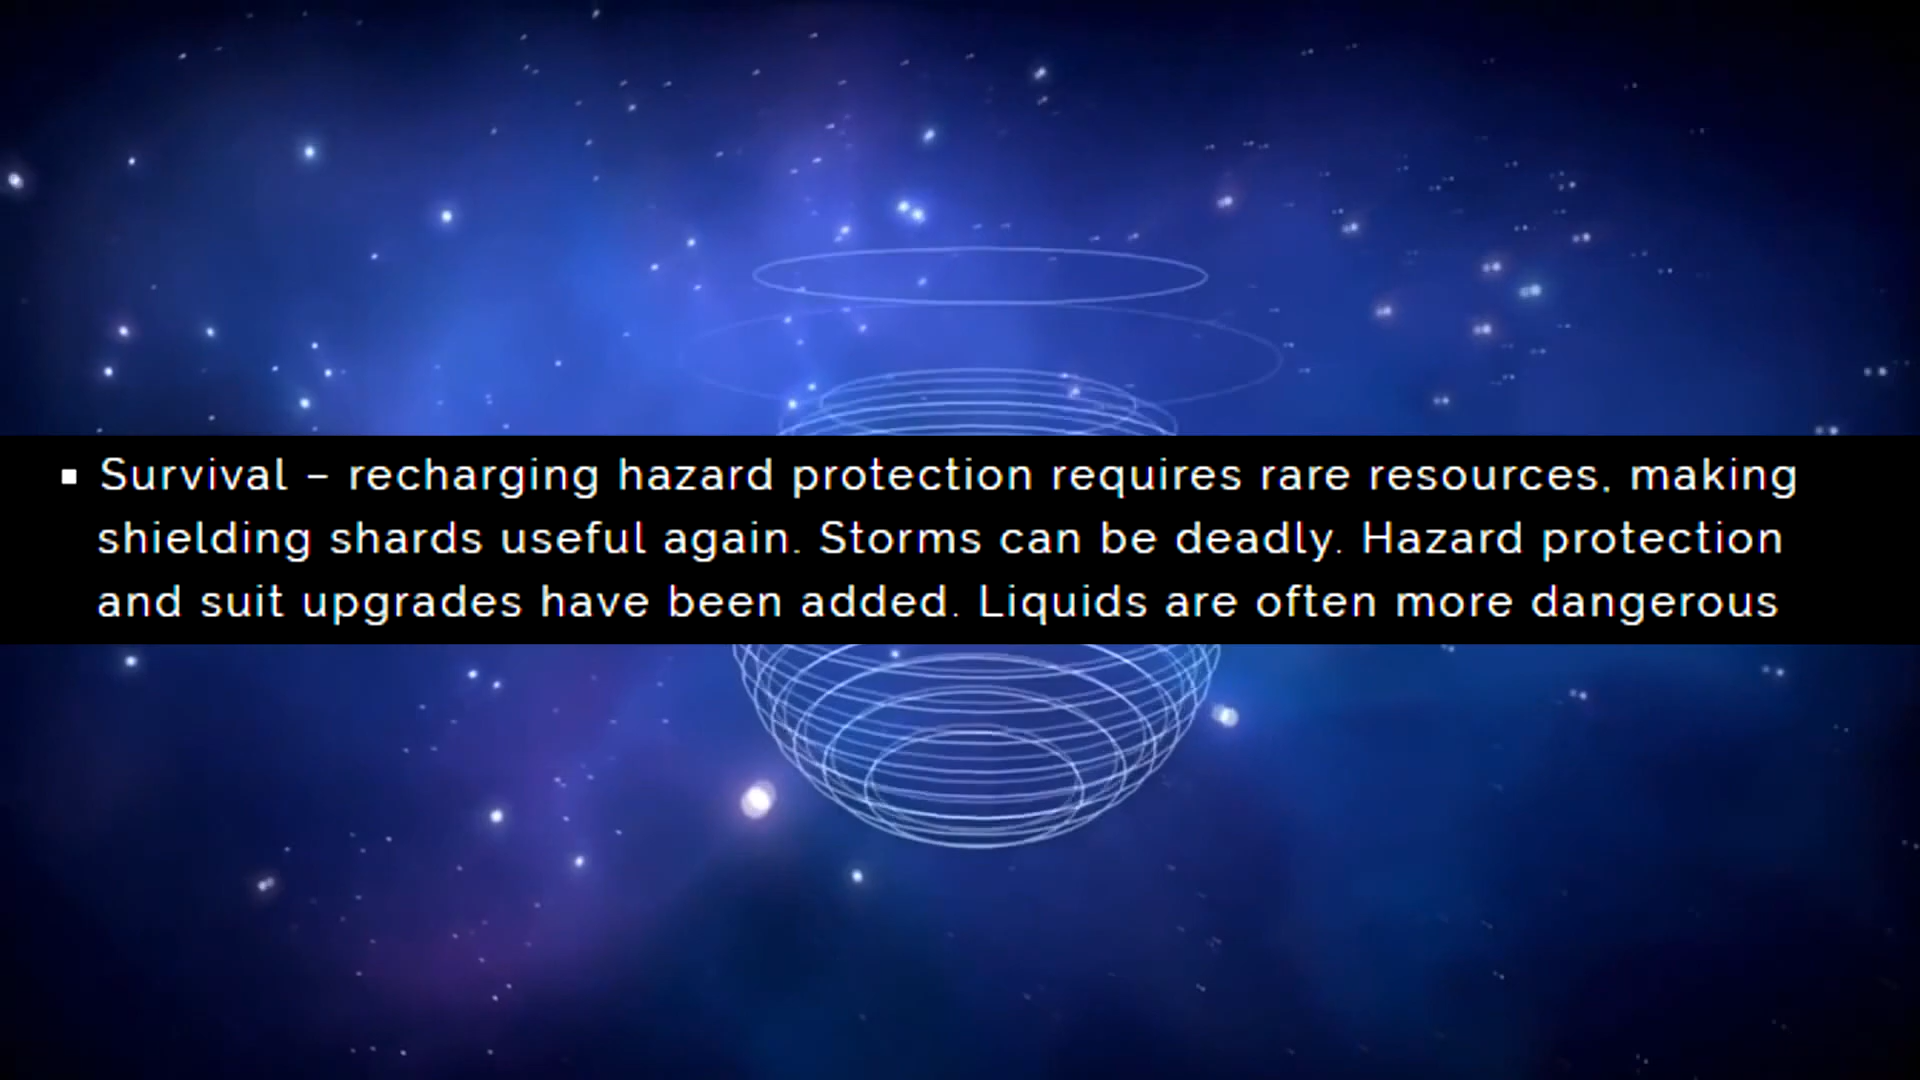 ▪ Survival – recharging hazard protection requires rare resources, making
shielding shards useful again. Storms can be deadly. Hazard protection
and suit upgrades have been added. Liquids are often more dangerous